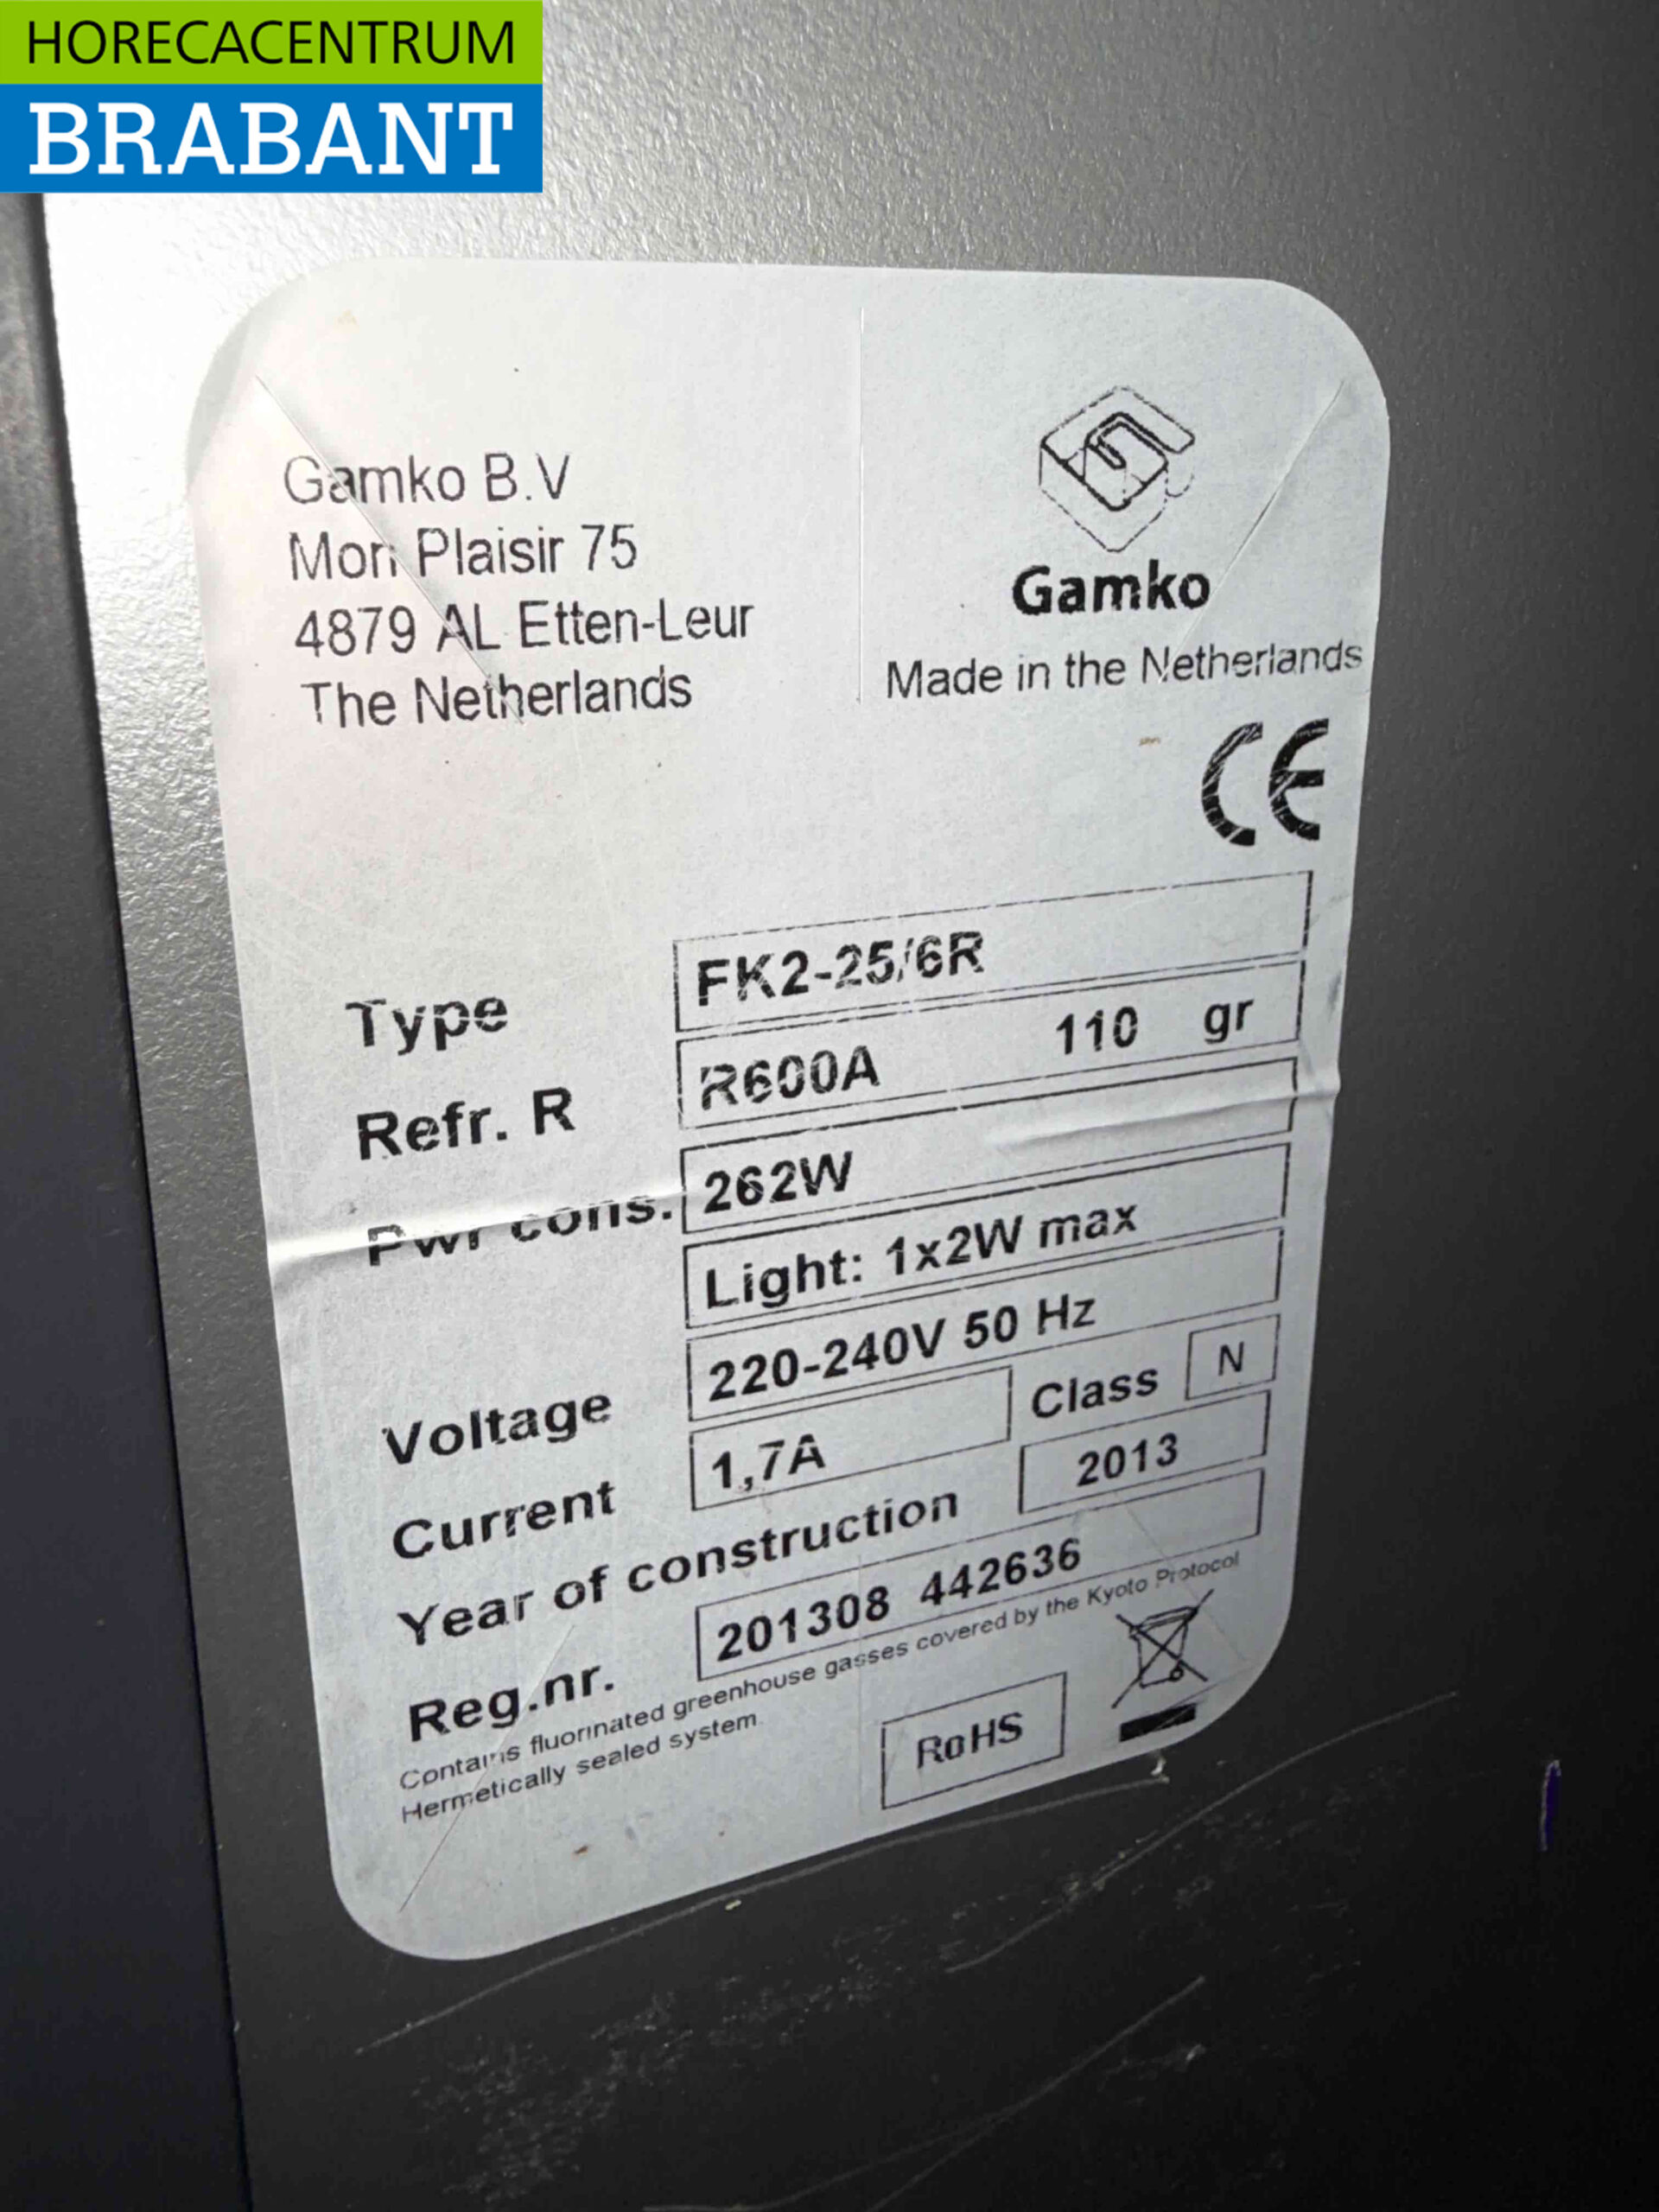 HORECACENTRUM
BRABANT
Gamko B.V
Mon Plaisir 75
4879 AL Etten-Leur
The Netherlands
Gamko
Made in the Netherlands
CE
Type FK2-25/6R
Refr. R R600A 110 gr
Pwr cons. 262W
Light: 1x2W max
Voltage 220-240V 50 Hz
Current 1,7A Class N
Year of construction 2013
Reg.nr. 201308 442636
Contains fluorinated greenhouse gasses covered by the Kyoto Protocol
Hermetically sealed system
RoHS